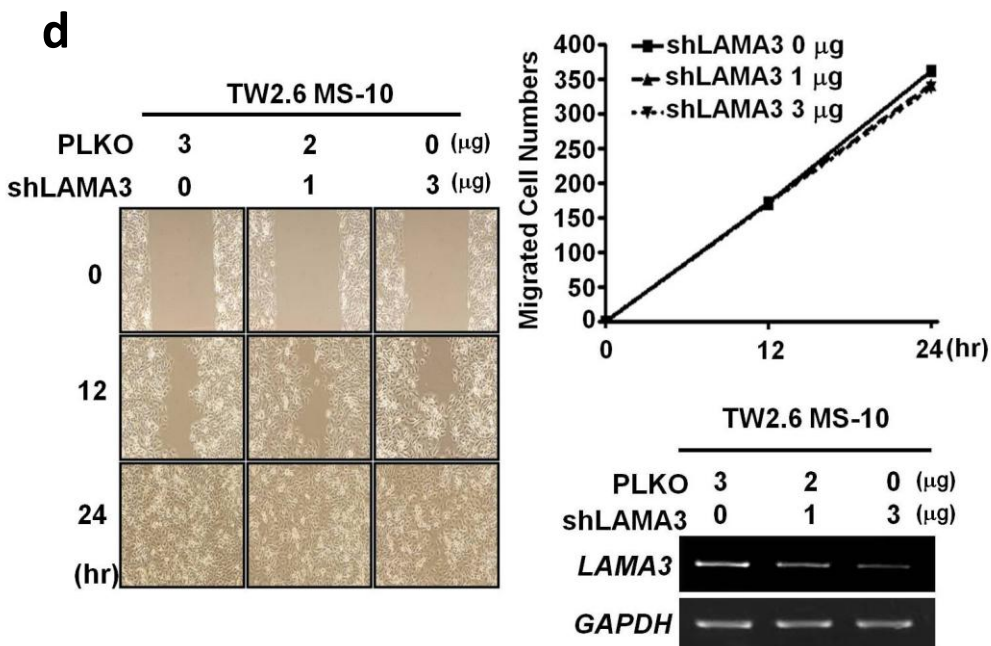 d
TW2.6 MS-10
PLKO 3 2 0 (μg)
shLAMA3 0 1 3 (μg)
0
12
24
(hr)
Migrated Cell Numbers
400
350
300
250
200
150
100
50
0
shLAMA3 0 μg
shLAMA3 1 μg
shLAMA3 3 μg
0 12 24 (hr)
TW2.6 MS-10
PLKO 3 2 0 (μg)
shLAMA3 0 1 3 (μg)
LAMA3
GAPDH